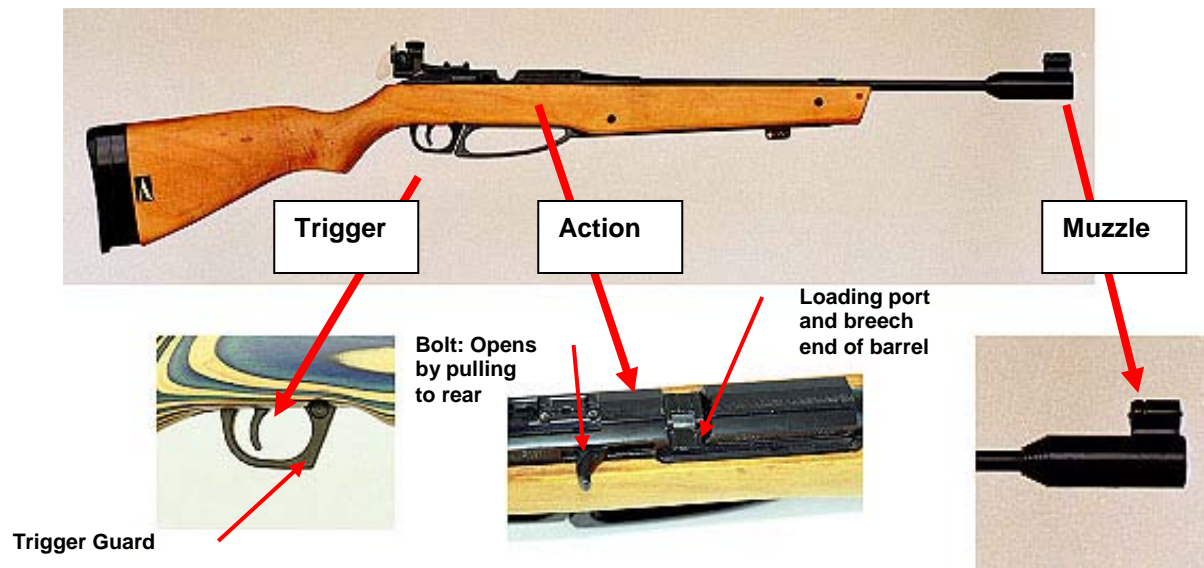 Trigger
Action
Muzzle
Bolt: Opens
by pulling
to rear
Loading port
and breech
end of barrel
Trigger Guard